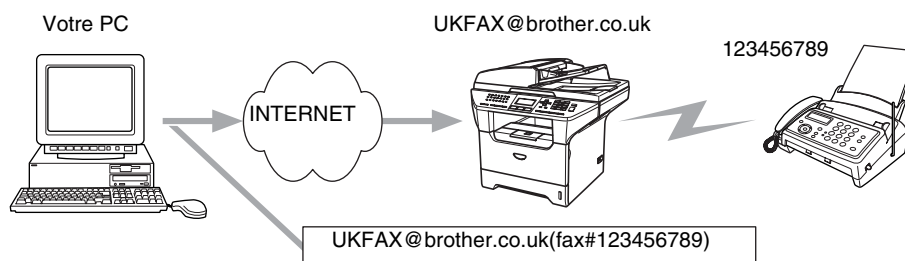 Votre PC
UKFAX@brother.co.uk
123456789
INTERNET
UKFAX@brother.co.uk(fax#123456789)